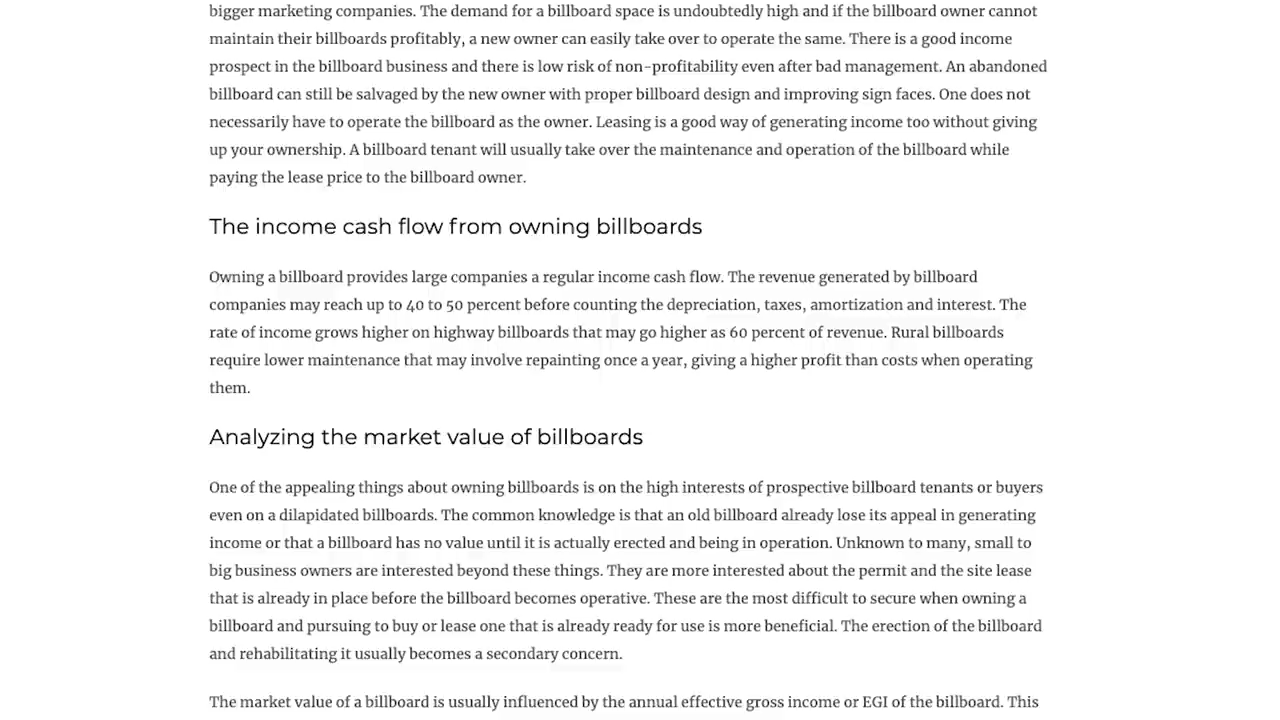 bigger marketing companies. The demand for a billboard space is undoubtedly high and if the billboard owner cannot
maintain their billboards profitably, a new owner can easily take over to operate the same. There is a good income
prospect in the billboard business and there is low risk of non-profitability even after bad management. An abandoned
billboard can still be salvaged by the new owner with proper billboard design and improving sign faces. One does not
necessarily have to operate the billboard as the owner. Leasing is a good way of generating income too without giving
up your ownership. A billboard tenant will usually take over the maintenance and operation of the billboard while
paying the lease price to the billboard owner.
The income cash flow from owning billboards
Owning a billboard provides large companies a regular income cash flow. The revenue generated by billboard
companies may reach up to 40 to 50 percent before counting the depreciation, taxes, amortization and interest. The
rate of income grows higher on highway billboards that may go higher as 60 percent of revenue. Rural billboards
require lower maintenance that may involve repainting once a year, giving a higher profit than costs when operating
them.
Analyzing the market value of billboards
One of the appealing things about owning billboards is on the high interests of prospective billboard tenants or buyers
even on a dilapidated billboards. The common knowledge is that an old billboard already lose its appeal in generating
income or that a billboard has no value until it is actually erected and being in operation. Unknown to many, small to
big business owners are interested beyond these things. They are more interested about the permit and the site lease
that is already in place before the billboard becomes operative. These are the most difficult to secure when owning a
billboard and pursuing to buy or lease one that is already ready for use is more beneficial. The erection of the billboard
and rehabilitating it usually becomes a secondary concern.
The market value of a billboard is usually influenced by the annual effective gross income or EGI of the billboard. This